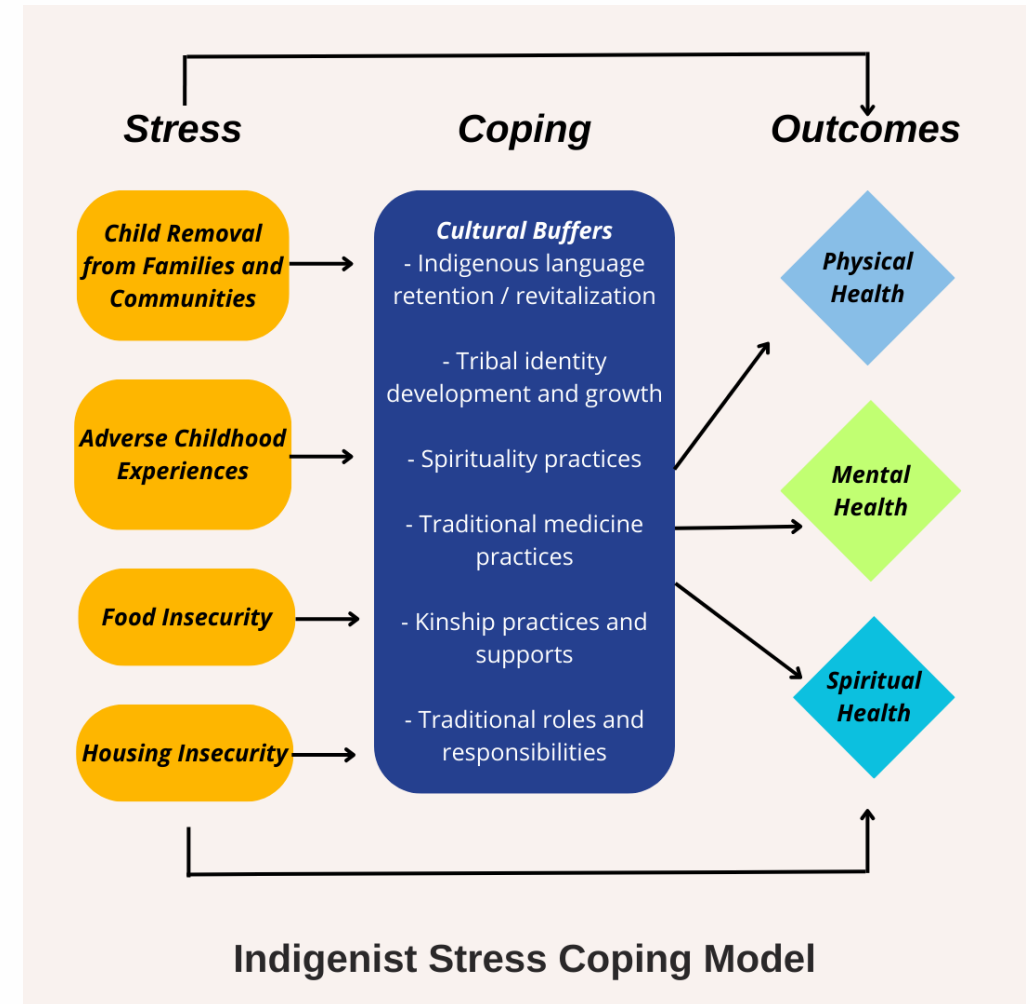 Stress
Coping
Outcomes
Child Removal
from Families and
Communities
Adverse Childhood
Experiences
Food Insecurity
Housing Insecurity
Cultural Buffers
- Indigenous language
retention / revitalization
- Tribal identity
development and growth
- Spirituality practices
- Traditional medicine
practices
- Kinship practices and
supports
- Traditional roles and
responsibilities
Physical
Health
Mental
Health
Spiritual
Health
Indigenist Stress Coping Model